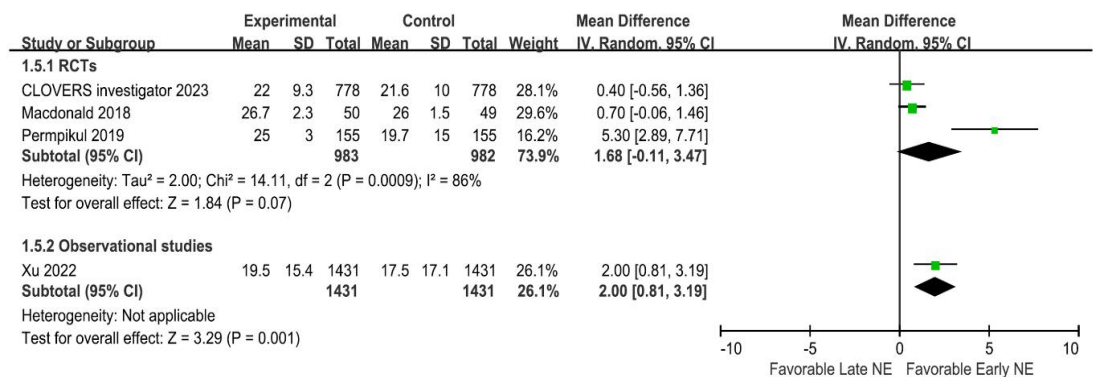 Experimental Control Mean Difference Mean Difference
Study or Subgroup Mean SD Total Mean SD Total Weight IV. Random. 95% CI IV. Random. 95% CI
1.5.1 RCTs
CLOVERS investigator 2023 22 9.3 778 21.6 10 778 28.1% 0.40 [-0.56, 1.36]
Macdonald 2018 26.7 2.3 50 26 1.5 49 29.6% 0.70 [-0.06, 1.46]
Permpikul 2019 25 3 155 19.7 15 155 16.2% 5.30 [2.89, 7.71]
Subtotal (95% CI) 983 982 73.9% 1.68 [-0.11, 3.47]
Heterogeneity: Tau² = 2.00; Chi² = 14.11, df = 2 (P = 0.0009); I² = 86%
Test for overall effect: Z = 1.84 (P = 0.07)
1.5.2 Observational studies
Xu 2022 19.5 15.4 1431 17.5 17.1 1431 26.1% 2.00 [0.81, 3.19]
Subtotal (95% CI) 1431 1431 26.1% 2.00 [0.81, 3.19]
Heterogeneity: Not applicable
Test for overall effect: Z = 3.29 (P = 0.001)
-10 -5 0 5 10
Favorable Late NE Favorable Early NE